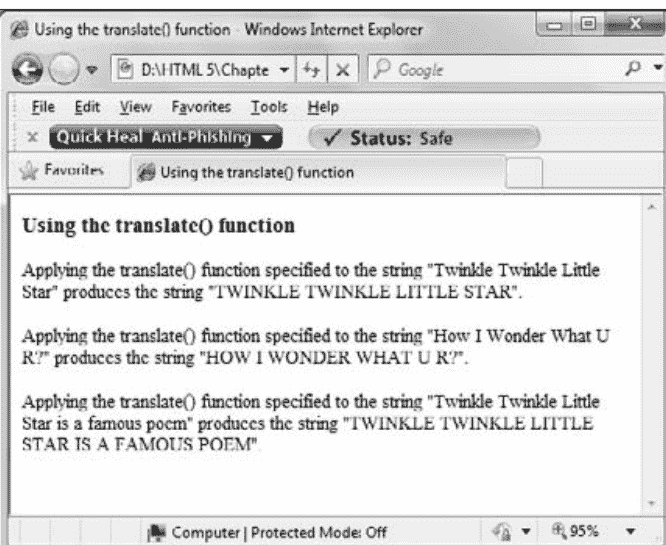 Using the translate() function - Windows Internet Explorer
D:\HTML 5\Chapte
Google
File Edit View Favorites Tools Help
Quick Heal Anti-Phishing
Status: Safe
Favorites
Using the translate() function
Using the translate() function
Applying the translate() function specified to the string "Twinkle Twinkle Little
Star" produces the string "TWINKLE TWINKLE LITTLE STAR".
Applying the translate() function specified to the string "How I Wonder What U
R?" produces the string "HOW I WONDER WHAT U R?".
Applying the translate() function specified to the string "Twinkle Twinkle Little
Star is a famous poem" produces the string "TWINKLE TWINKLE LITTLE
STAR IS A FAMOUS POEM".
Computer | Protected Mode: Off
95%